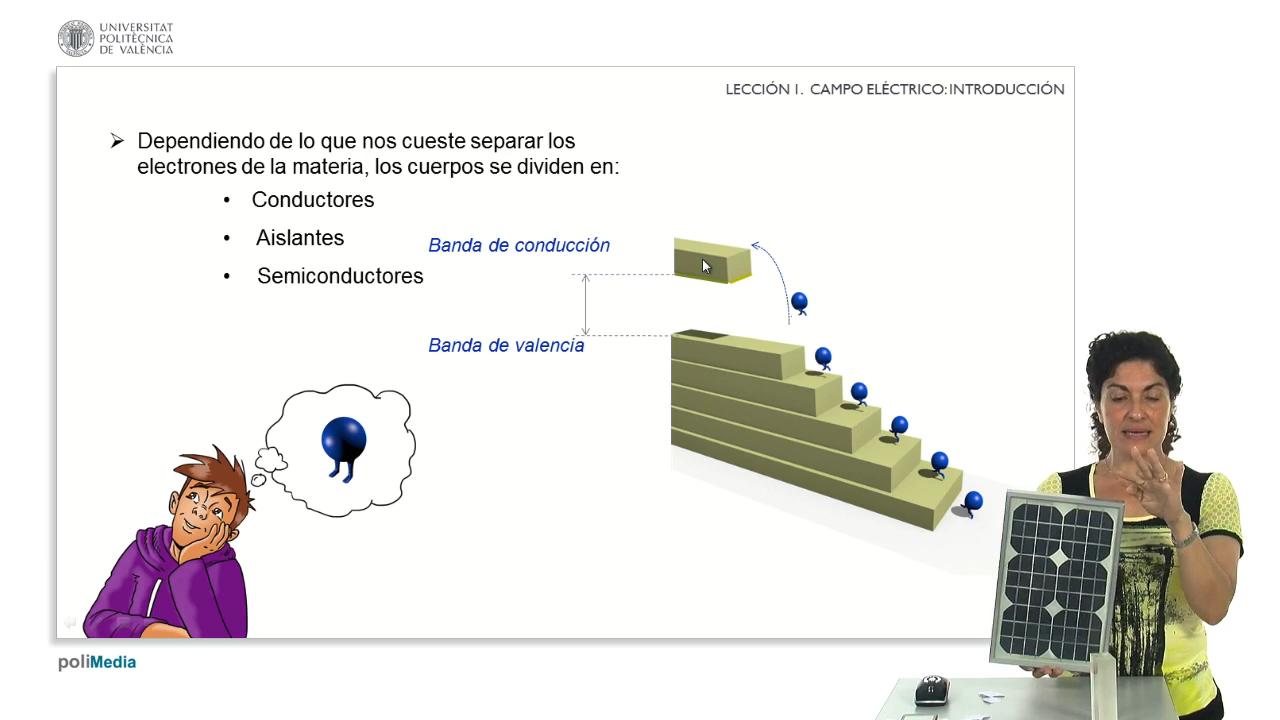 UNIVERSITAT
POLITÈCNICA
DE VALÈNCIA
LECCIÓN 1. CAMPO ELÉCTRICO: INTRODUCCIÓN
Dependiendo de lo que nos cueste separar los
electrones de la materia, los cuerpos se dividen en:
• Conductores
• Aislantes
• Semiconductores
Banda de conducción
Banda de valencia
poliMedia